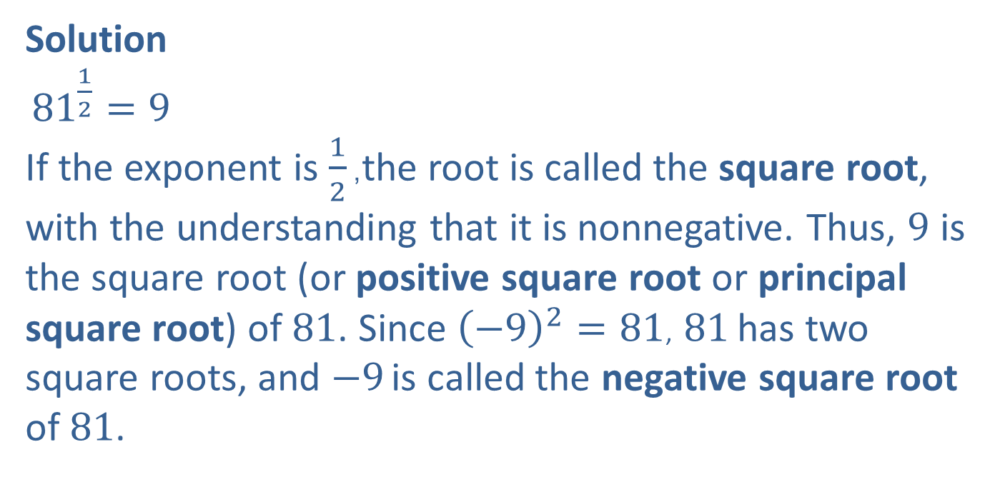 Solution
81^{\frac{1}{2}} = 9
If the exponent is \frac{1}{2},the root is called the square root,
with the understanding that it is nonnegative. Thus, 9 is
the square root (or positive square root or principal
square root) of 81. Since (−9)² = 81, 81 has two
square roots, and −9 is called the negative square root
of 81.